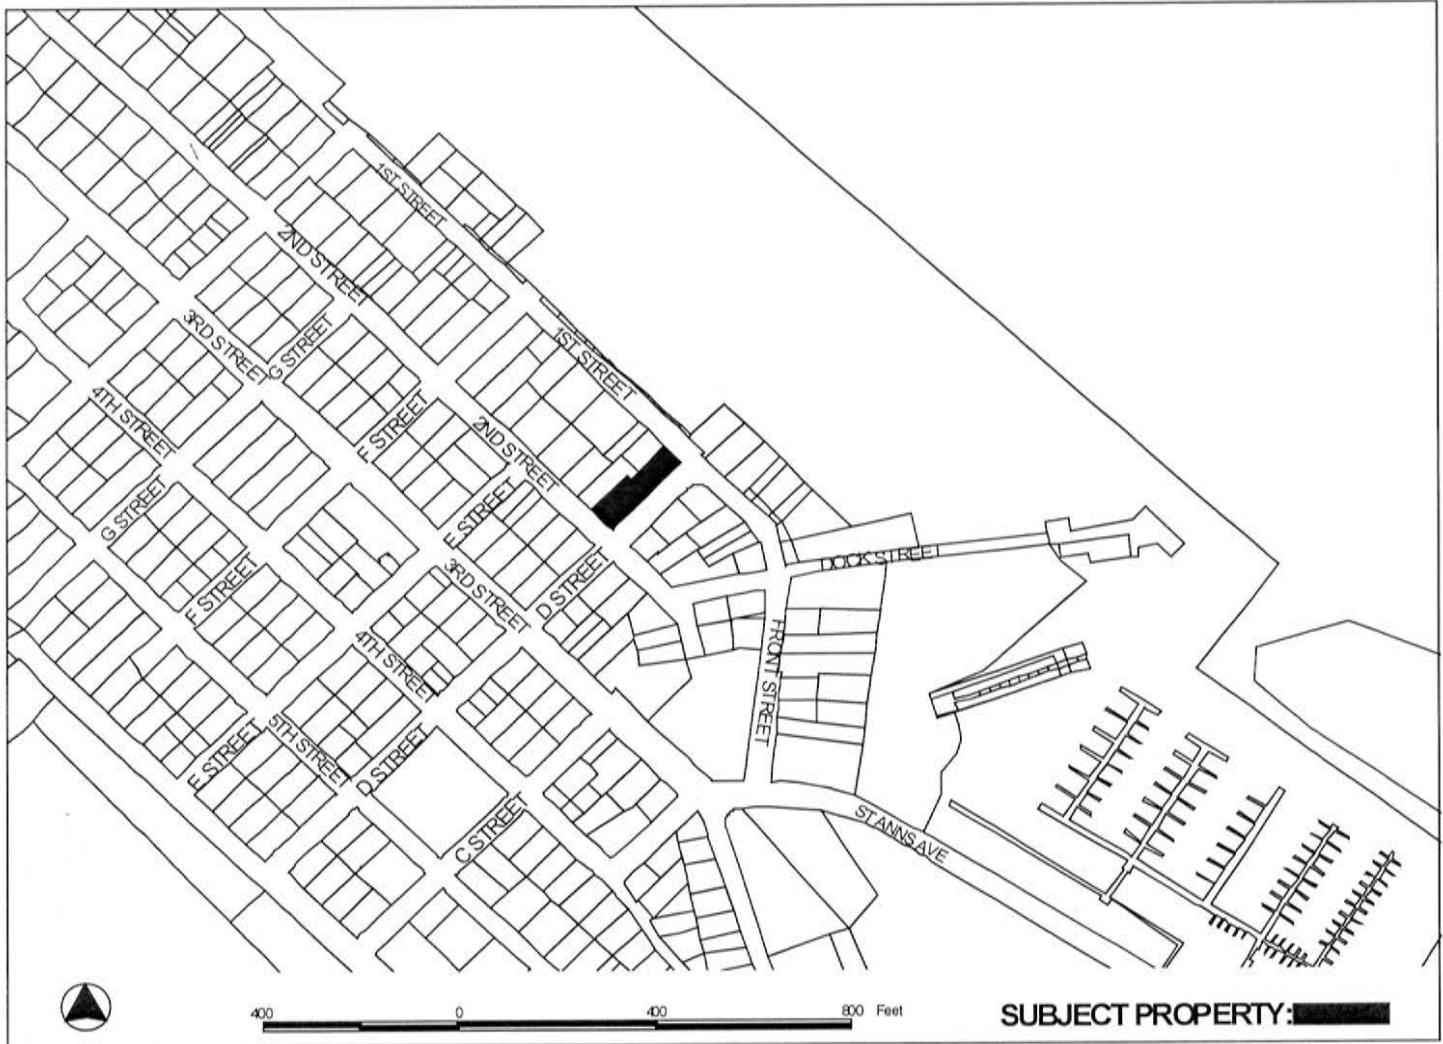 1ST STREET
2ND STREET
3RD STREET
G STREET
1ST STREET
4TH STREET
F STREET
2ND STREET
G STREET
E STREET
DOCK STREET
F STREET
3RD STREET
D STREET
4TH STREET
FRONT STREET
E STREET
5TH STREET
D STREET
C STREET
ST ANNS AVE
400
0
400
800 Feet
SUBJECT PROPERTY: